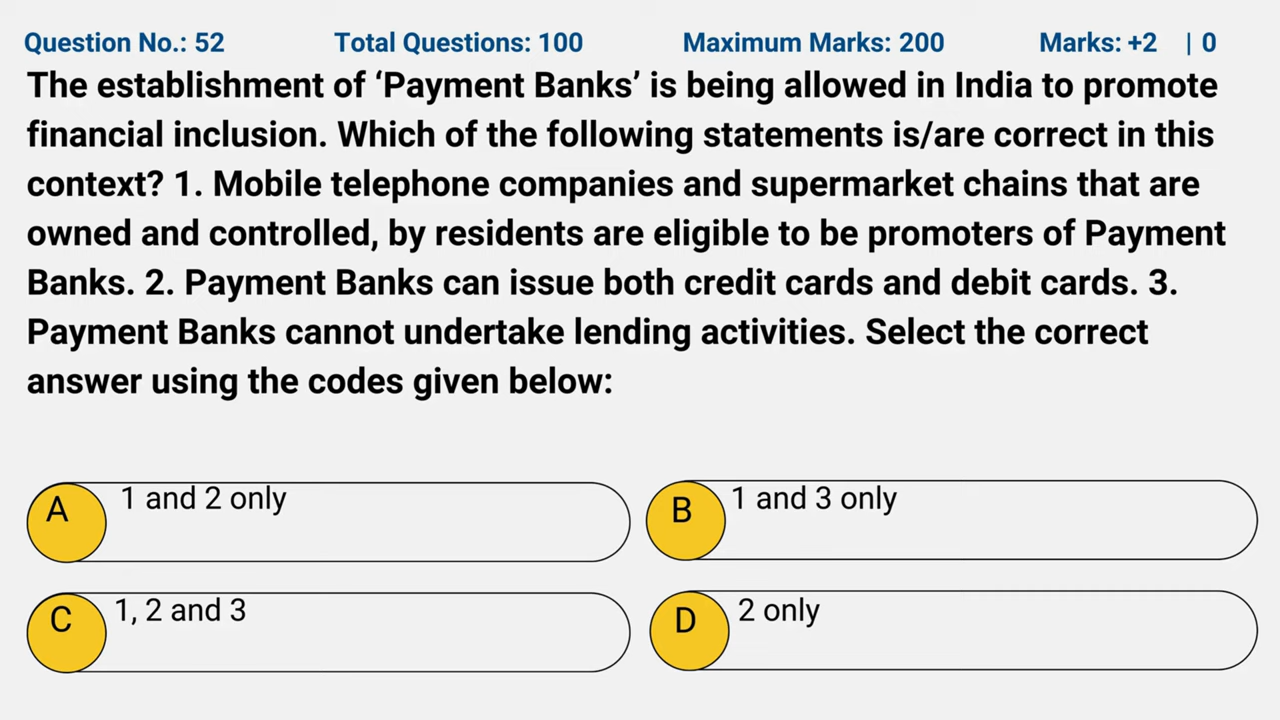 Question No.: 52 Total Questions: 100 Maximum Marks: 200 Marks: +2 | 0
The establishment of ‘Payment Banks’ is being allowed in India to promote
financial inclusion. Which of the following statements is/are correct in this
context? 1. Mobile telephone companies and supermarket chains that are
owned and controlled, by residents are eligible to be promoters of Payment
Banks. 2. Payment Banks can issue both credit cards and debit cards. 3.
Payment Banks cannot undertake lending activities. Select the correct
answer using the codes given below:
A 1 and 2 only
B 1 and 3 only
C 1, 2 and 3
D 2 only